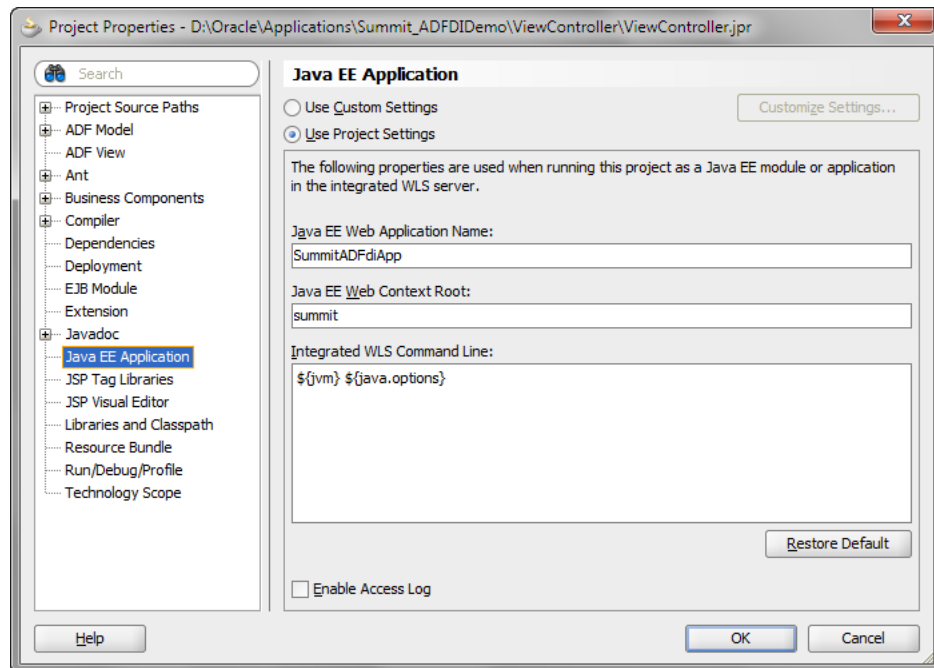 Project Properties - D:\Oracle\Applications\Summit_ADFDIDemo\ViewController\ViewController.jpr
Search
Project Source Paths
ADF Model
ADF View
Ant
Business Components
Compiler
Dependencies
Deployment
EJB Module
Extension
Javadoc
Java EE Application
JSP Tag Libraries
JSP Visual Editor
Libraries and Classpath
Resource Bundle
Run/Debug/Profile
Technology Scope
Java EE Application
Use Custom Settings
Customize Settings...
Use Project Settings
The following properties are used when running this project as a Java EE module or application
in the integrated WLS server.
Java EE Web Application Name:
SummitADFdiApp
Java EE Web Context Root:
summit
Integrated WLS Command Line:
${jvm} ${java.options}
Restore Default
Enable Access Log
Help
OK
Cancel